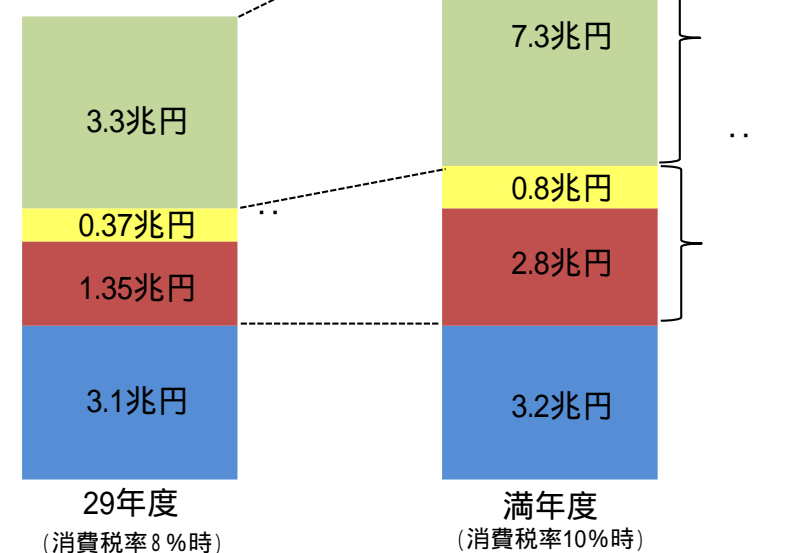 3.3兆円
0.37兆円
1.35兆円
3.1兆円
29年度
(消費税率8%時)
7.3兆円
0.8兆円
2.8兆円
3.2兆円
満年度
(消費税率10%時)